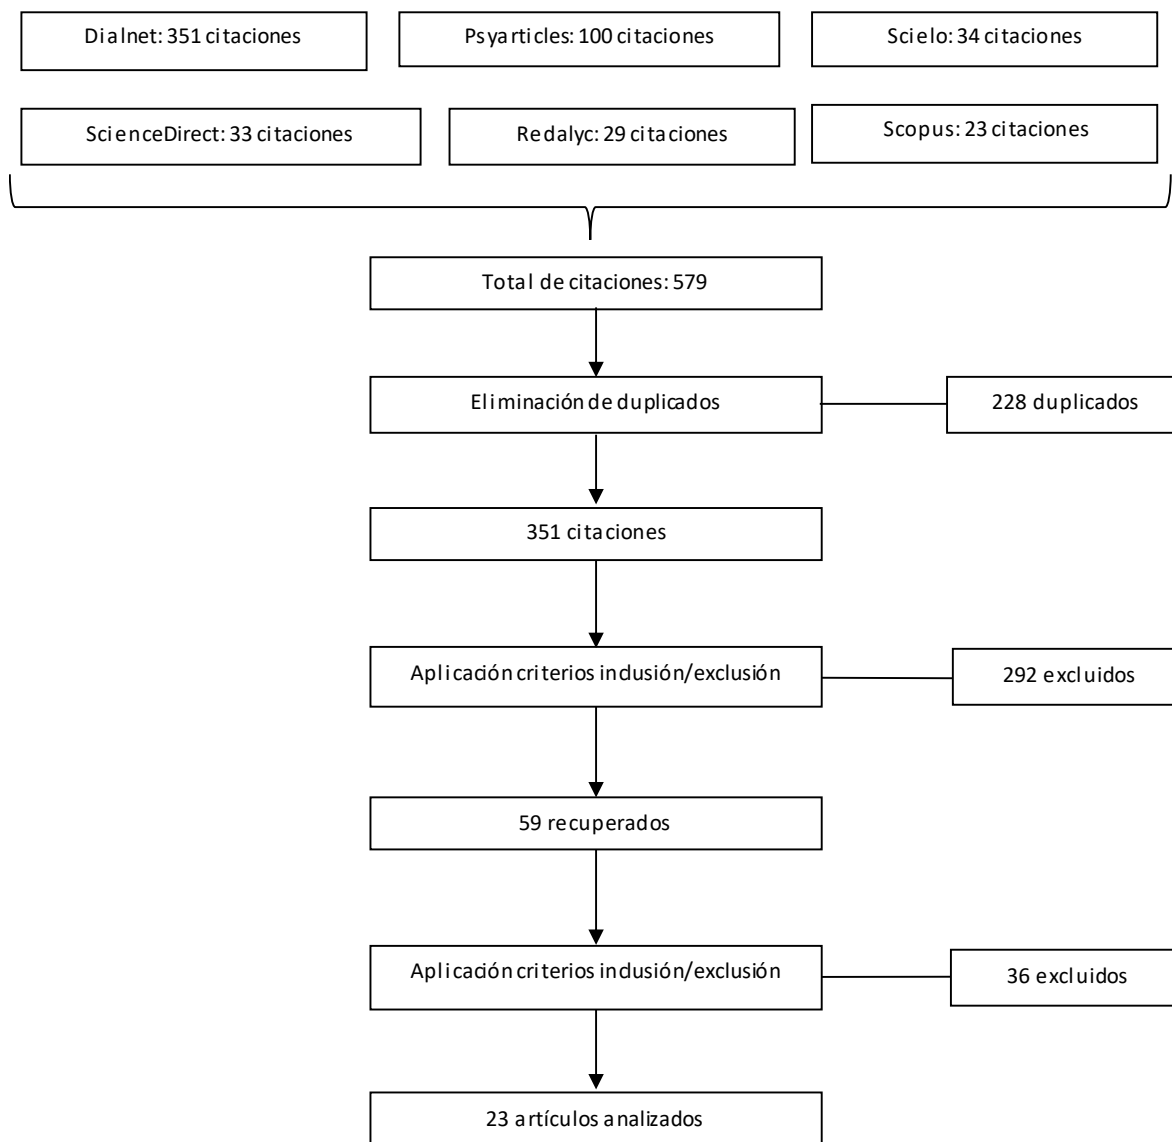 Dialnet: 351 citaciones
Psyarticles: 100 citaciones
Scielo: 34 citaciones
ScienceDirect: 33 citaciones
Redalyc: 29 citaciones
Scopus: 23 citaciones
Total de citaciones: 579
Eliminación de duplicados
228 duplicados
351 citaciones
Aplicación criterios inclusión/exclusión
292 excluidos
59 recuperados
Aplicación criterios inclusión/exclusión
36 excluidos
23 artículos analizados